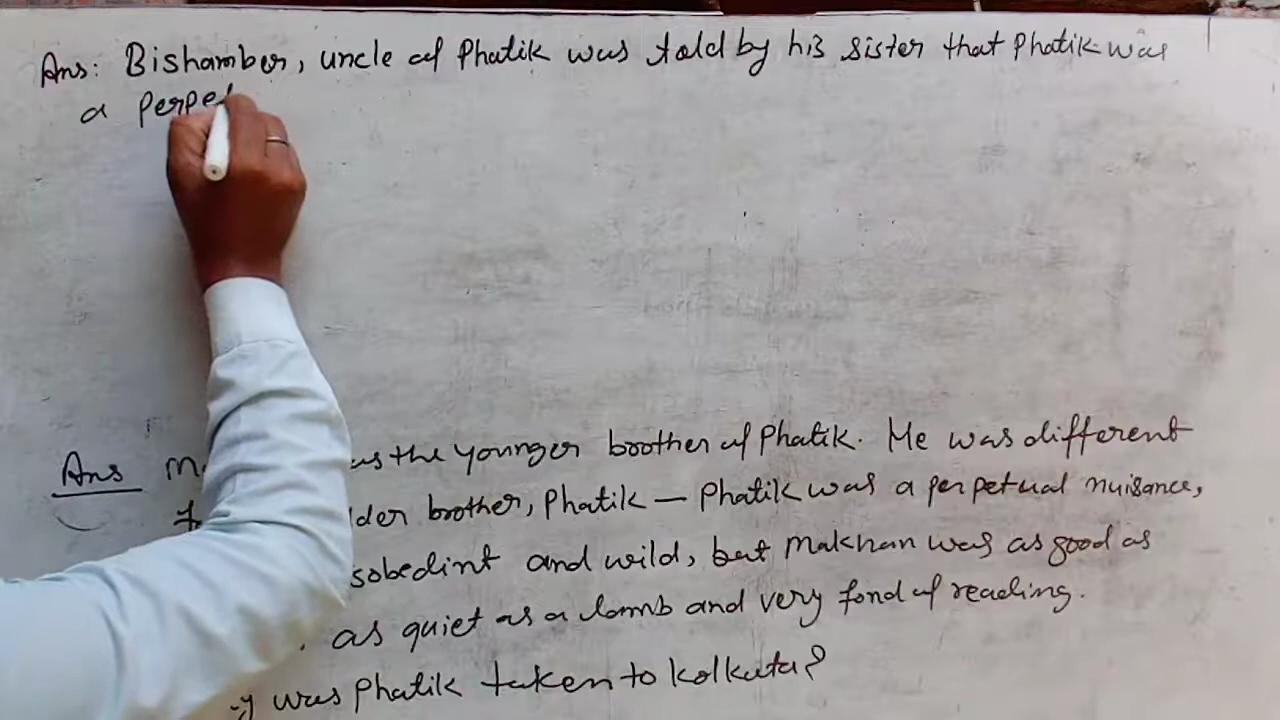 Ans: Bishamber, uncle of Phatik was told by his sister that Phatik was
a perpe
Ans the younger brother of Phatik. He was different
brother, Phatik — Phatik was a perpetual nuisance,
and wild, but Makhan was as good as
as quiet as a lamb and very fond of reading.
was Phatik taken to Kolkata?